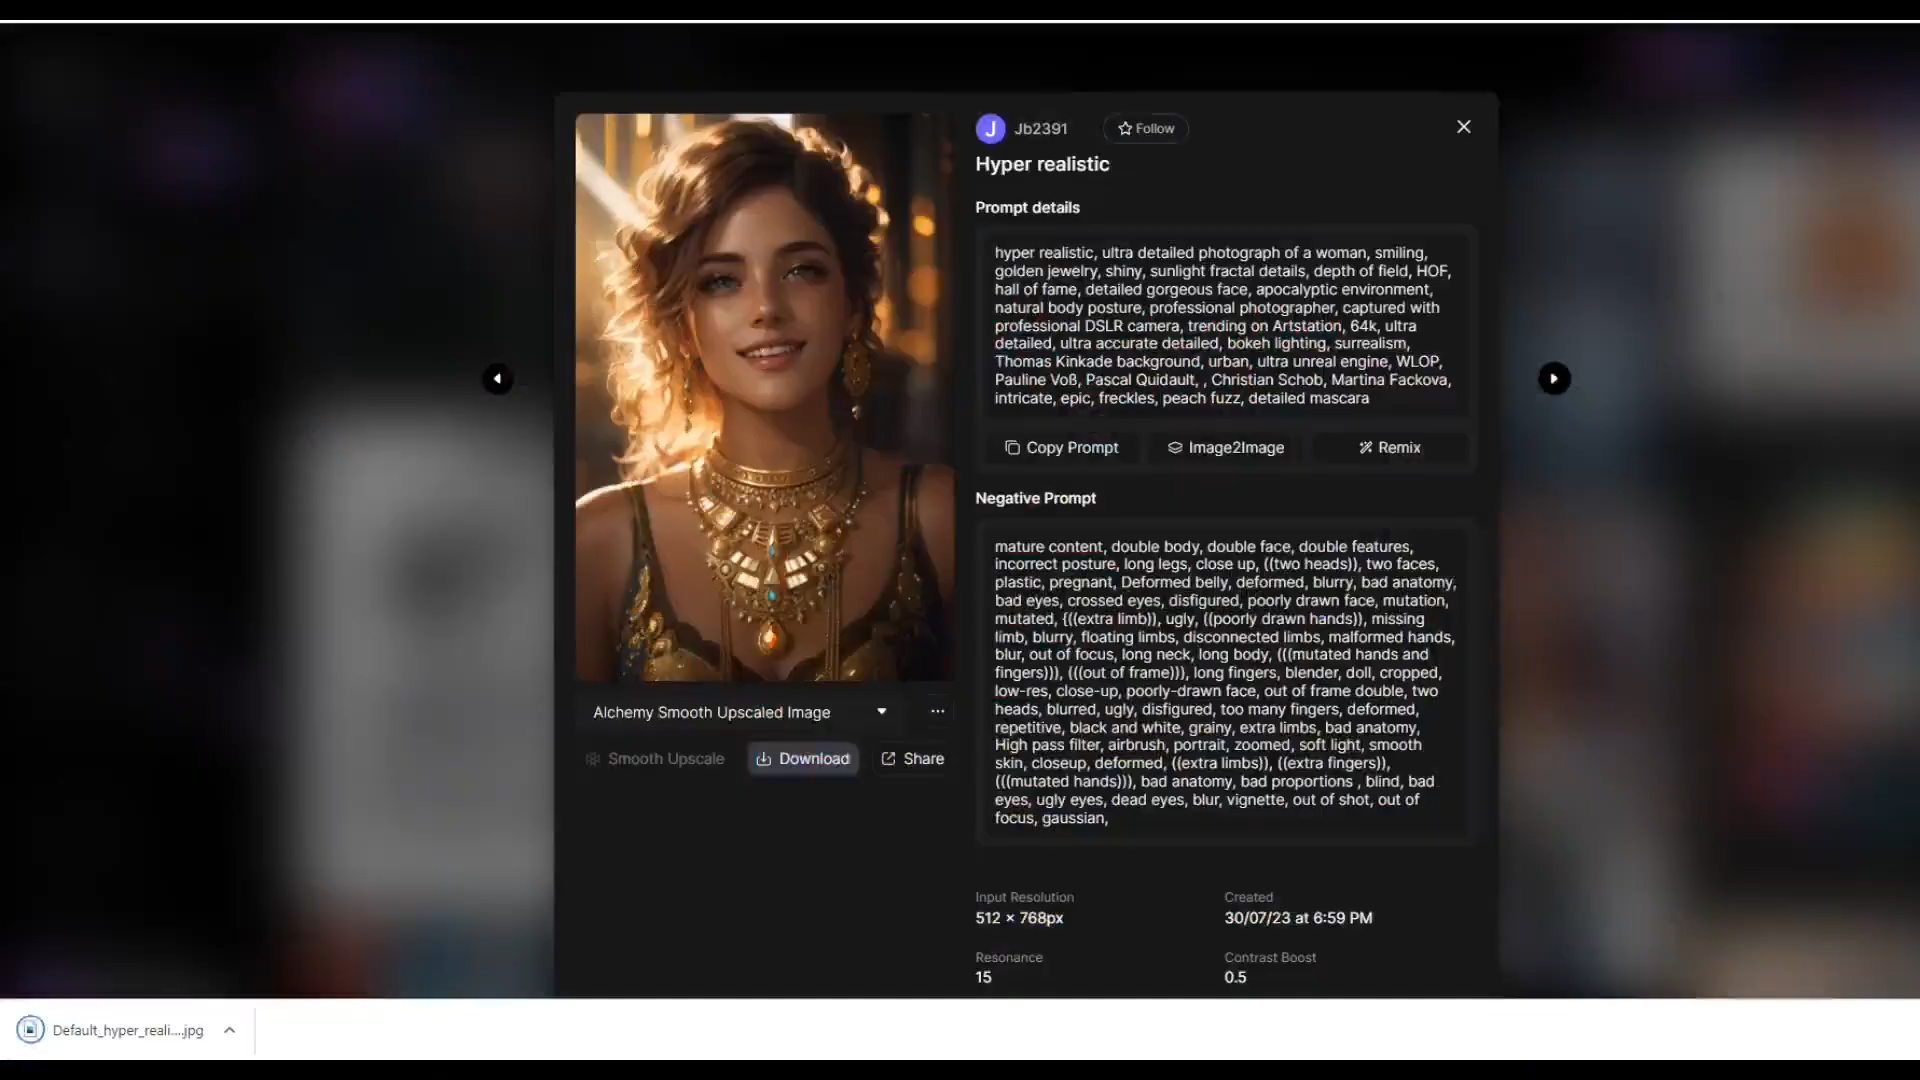 J Jb2391 Follow
Hyper realistic
Prompt details
hyper realistic, ultra detailed photograph of a woman, smiling,
golden jewelry, shiny, sunlight fractal details, depth of field, HOF,
hall of fame, detailed gorgeous face, apocalyptic environment,
natural body posture, professional photographer, captured with
professional DSLR camera, trending on Artstation, 64k, ultra
detailed, ultra accurate detailed, bokeh lighting, surrealism,
Thomas Kinkade background, urban, ultra unreal engine, WLOP,
Pauline Voß, Pascal Quidault, , Christian Schob, Martina Fackova,
intricate, epic, freckles, peach fuzz, detailed mascara
Copy Prompt Image2Image Remix
Negative Prompt
mature content, double body, double face, double features,
incorrect posture, long legs, close up, ((two heads)), two faces,
plastic, pregnant, Deformed belly, deformed, blurry, bad anatomy,
bad eyes, crossed eyes, disfigured, poorly drawn face, mutation,
mutated, {((extra limb)), ugly, ((poorly drawn hands)), missing
limb, blurry, floating limbs, disconnected limbs, malformed hands,
blur, out of focus, long neck, long body, (((mutated hands and
fingers))), (((out of frame))), long fingers, blender, doll, cropped,
low-res, close-up, poorly-drawn face, out of frame double, two
heads, blurred, ugly, disfigured, too many fingers, deformed,
repetitive, black and white, grainy, extra limbs, bad anatomy,
High pass filter, airbrush, portrait, zoomed, soft light, smooth
skin, closeup, deformed, ((extra limbs)), ((extra fingers)),
(((mutated hands))), bad anatomy, bad proportions , blind, bad
eyes, ugly eyes, dead eyes, blur, vignette, out of shot, out of
focus, gaussian,
Alchemy Smooth Upscaled Image
Smooth Upscale Download Share
Input Resolution
512 × 768px
Created
30/07/23 at 6:59 PM
Resonance
15
Contrast Boost
0.5
Default_hyper_reali....jpg